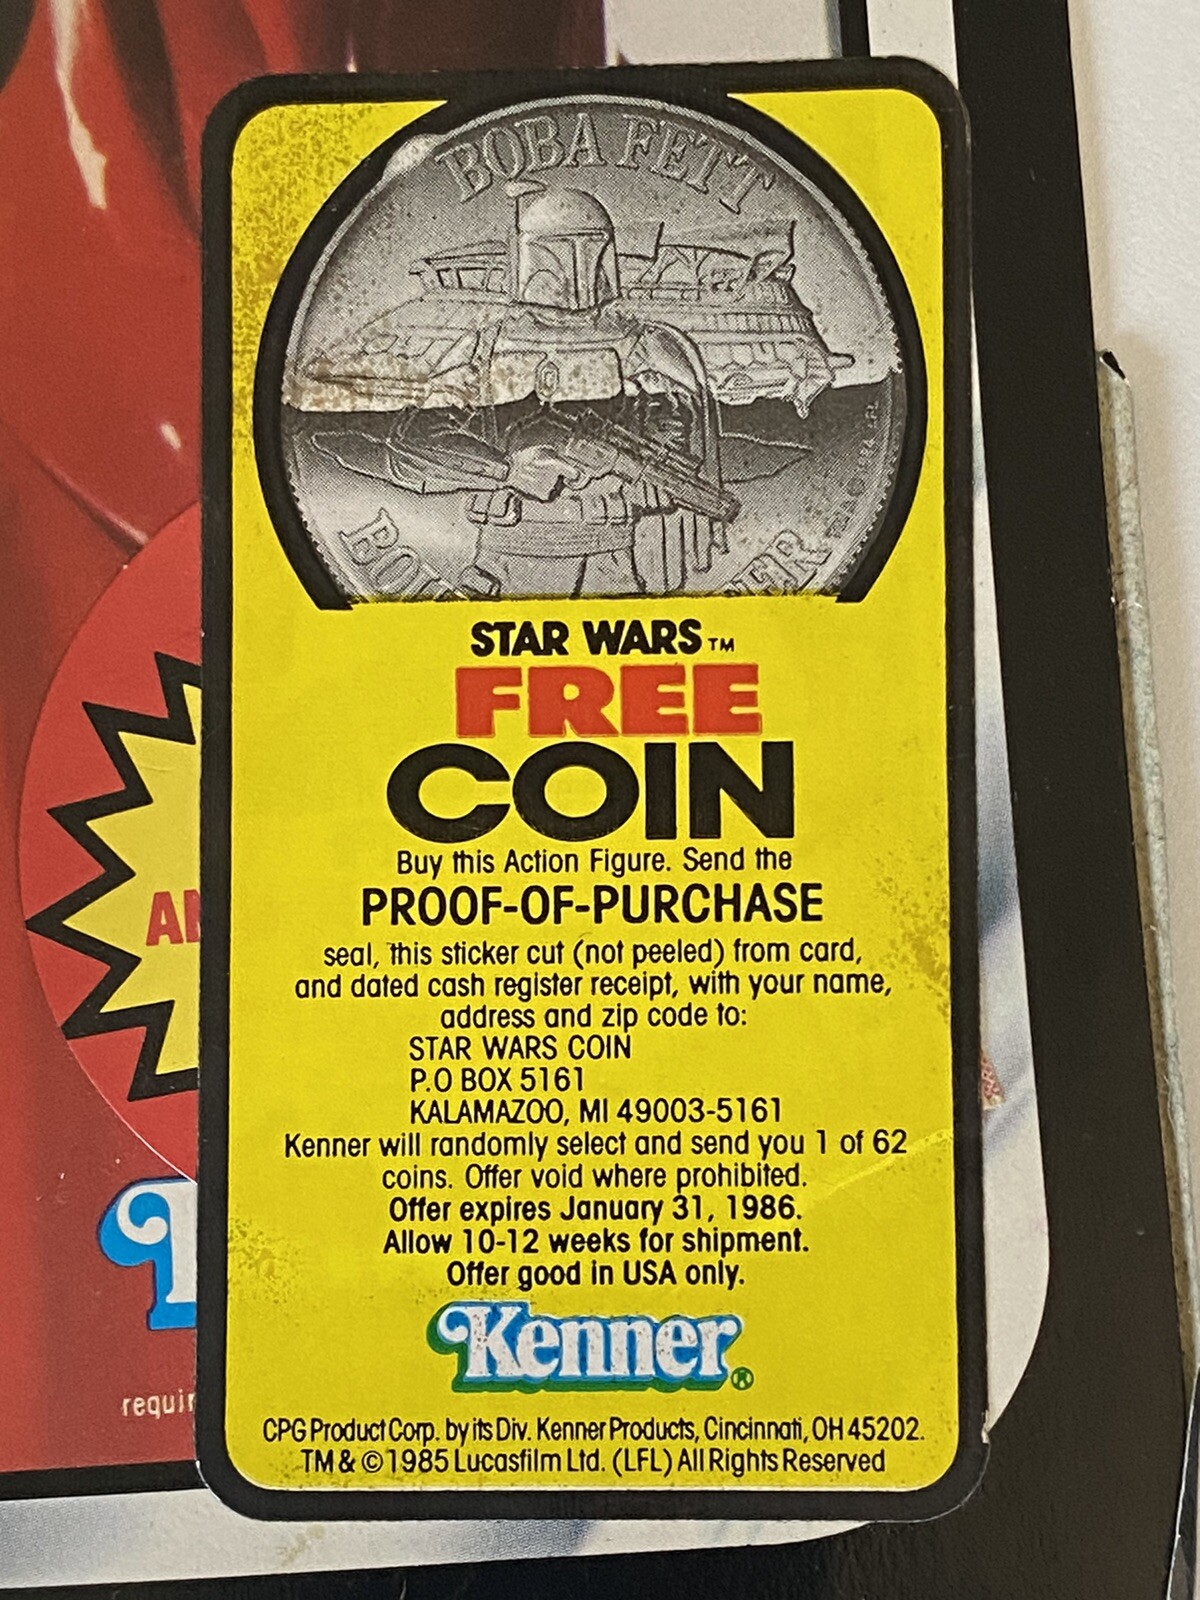 BOBA FETT
STAR WARS™
FREE
COIN
Buy this Action Figure. Send the
PROOF-OF-PURCHASE
seal, this sticker cut (not peeled) from card,
and dated cash register receipt, with your name,
address and zip code to:
STAR WARS COIN
P.O BOX 5161
KALAMAZOO, MI 49003-5161
Kenner will randomly select and send you 1 of 62
coins. Offer void where prohibited.
Offer expires January 31, 1986.
Allow 10-12 weeks for shipment.
Offer good in USA only.
Kenner®
CPG Product Corp. by its Div. Kenner Products, Cincinnati, OH 45202.
TM & © 1985 Lucasfilm Ltd. (LFL) All Rights Reserved